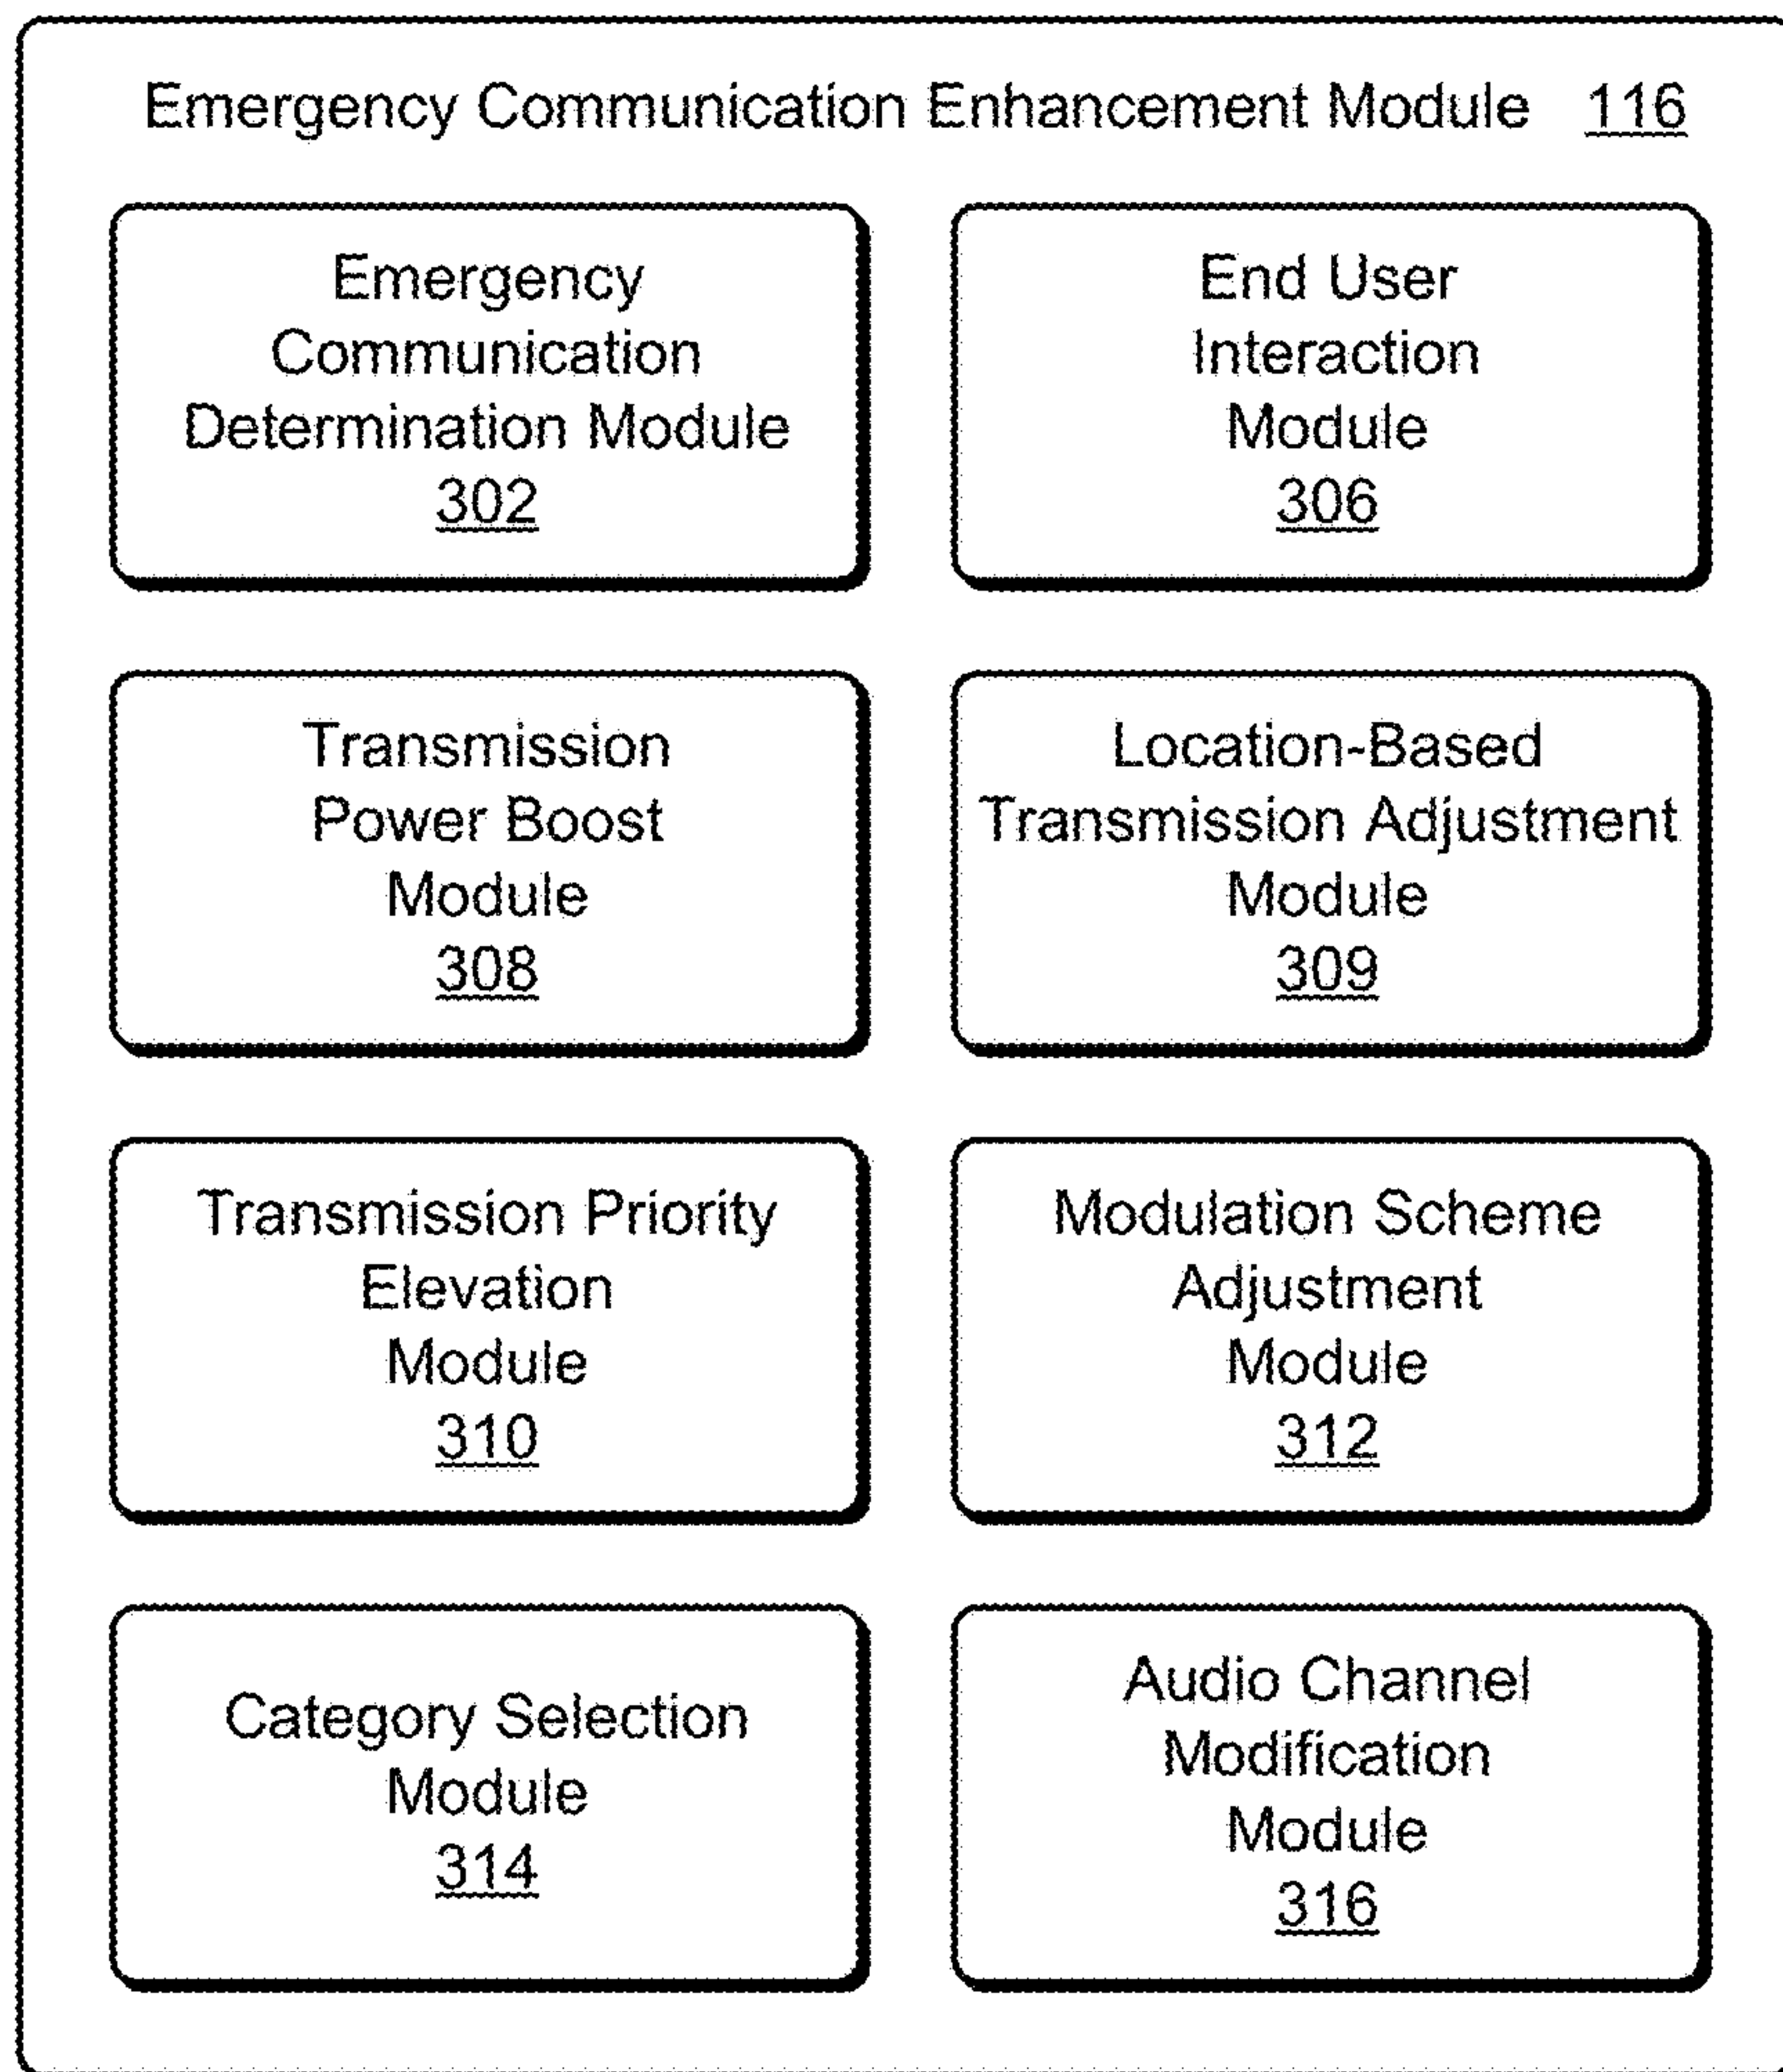 Emergency Communication Enhancement Module 116
Emergency
Communication
Determination Module
302
End User
Interaction
Module
306
Transmission
Power Boost
Module
308
Location-Based
Transmission Adjustment
Module
309
Transmission Priority
Elevation
Module
310
Modulation Scheme
Adjustment
Module
312
Category Selection
Module
314
Audio Channel
Modification
Module
316